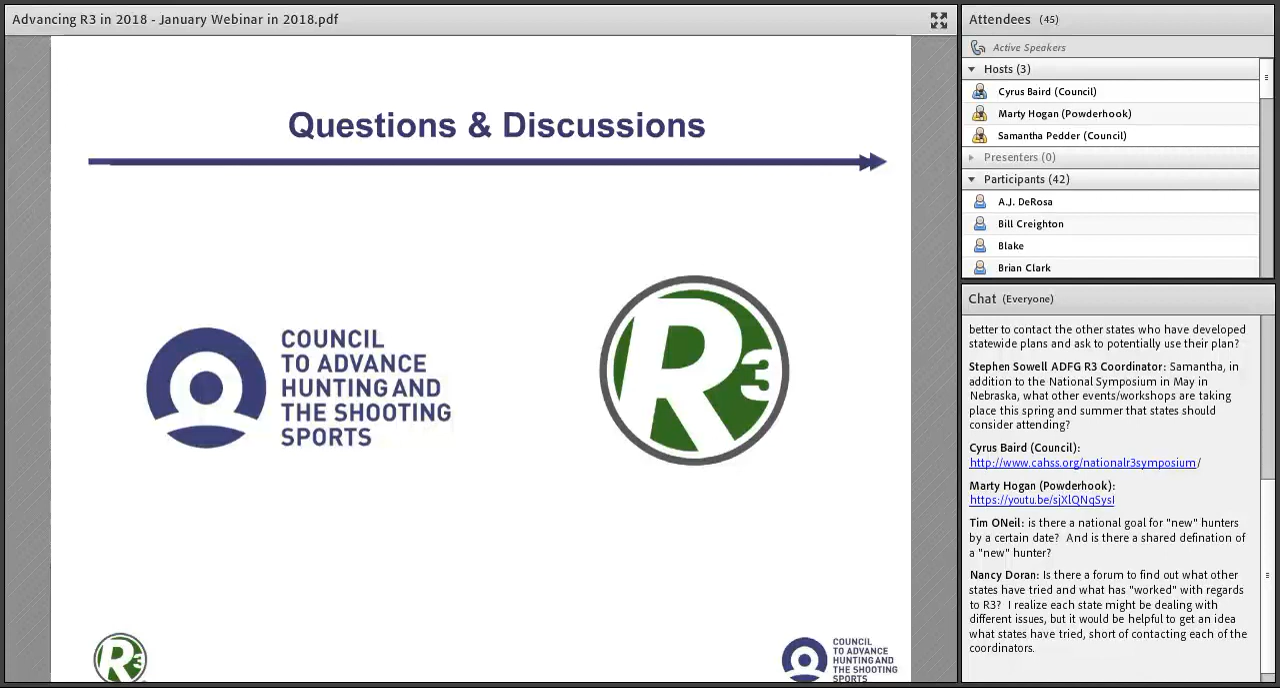 Advancing R3 in 2018 - January Webinar in 2018.pdf
Questions & Discussions
COUNCIL
TO ADVANCE
HUNTING AND
THE SHOOTING
SPORTS
R3
R3
COUNCIL
TO ADVANCE
HUNTING AND
THE SHOOTING
SPORTS
Attendees (45)
Active Speakers
Hosts (3)
Cyrus Baird (Council)
Marty Hogan (Powderhook)
Samantha Pedder (Council)
Presenters (0)
Participants (42)
A.J. DeRosa
Bill Creighton
Blake
Brian Clark
Chat (Everyone)
better to contact the other states who have developed
statewide plans and ask to potentially use their plan?
Stephen Sowell ADFG R3 Coordinator: Samantha, in
addition to the National Symposium in May in
Nebraska, what other events/workshops are taking
place this spring and summer that states should
consider attending?
Cyrus Baird (Council):
http://www.cahss.org/nationalr3symposium/
Marty Hogan (Powderhook):
https://youtu.be/sjXlQNqSysI
Tim ONeil: is there a national goal for "new" hunters
by a certain date? And is there a shared defination of
a "new" hunter?
Nancy Doran: Is there a forum to find out what other
states have tried and what has "worked" with regards
to R3? I realize each state might be dealing with
different issues, but it would be helpful to get an idea
what states have tried, short of contacting each of the
coordinators.